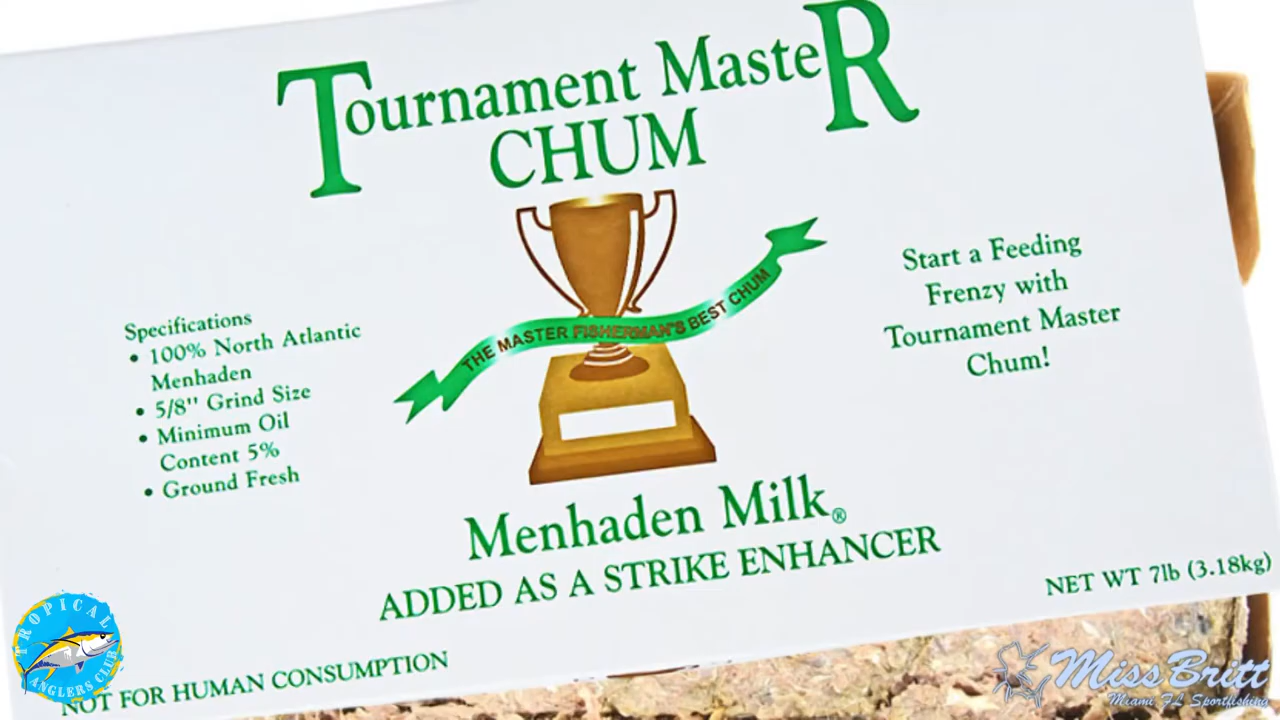 Tournament MasteR
CHUM
THE MASTER FISHERMAN'S BEST CHUM
Specifications
• 100% North Atlantic
Menhaden
• 5/8'' Grind Size
• Minimum Oil
Content 5%
• Ground Fresh
Start a Feeding
Frenzy with
Tournament Master
Chum!
Menhaden Milk®
ADDED AS A STRIKE ENHANCER
NET WT 7lb (3.18kg)
NOT FOR HUMAN CONSUMPTION
TROPICAL
ANGLERS CLUB
Miss Britt
Miami FL Sportfishing